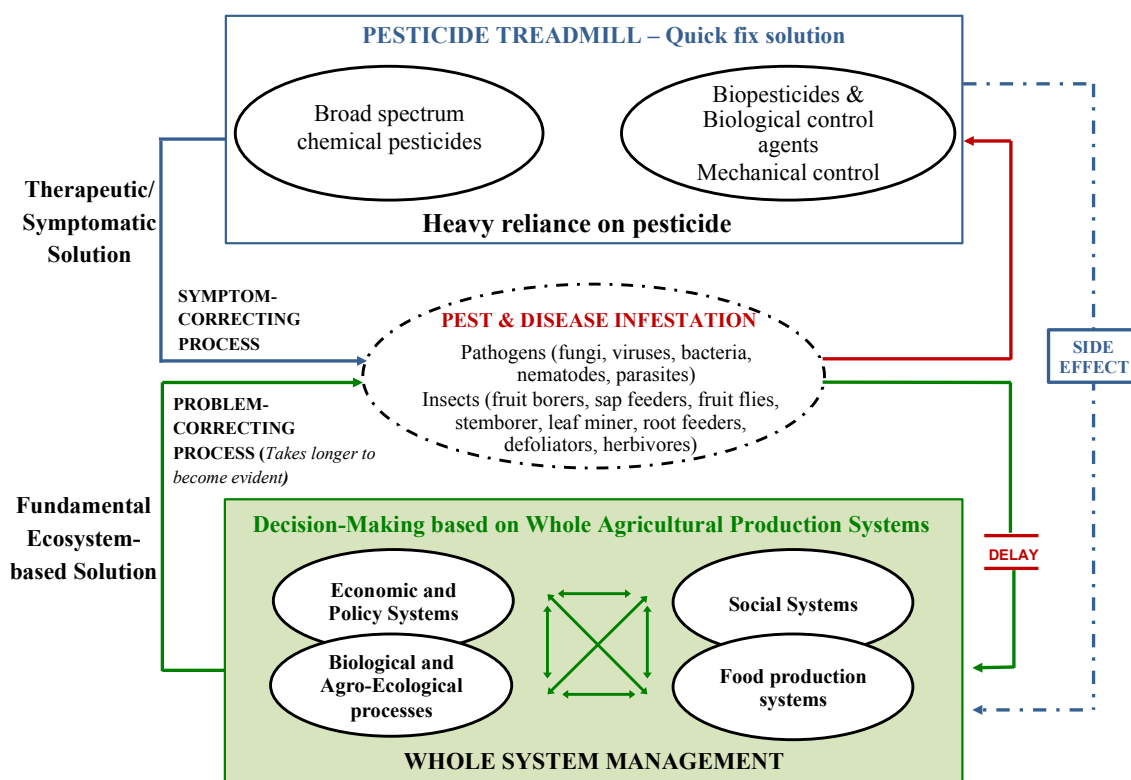 PESTICIDE TREADMILL – Quick fix solution
Broad spectrum
chemical pesticides
Biopesticides &
Biological control
agents
Mechanical control
Heavy reliance on pesticide
Therapeutic/
Symptomatic
Solution
SYMPTOM-
CORRECTING
PROCESS
PEST & DISEASE INFESTATION
Pathogens (fungi, viruses, bacteria,
nematodes, parasites)
Insects (fruit borers, sap feeders, fruit flies,
stemborer, leaf miner, root feeders,
defoliators, herbivores)
SIDE
EFFECT
PROBLEM-
CORRECTING
PROCESS (Takes longer to
become evident)
Fundamental
Ecosystem-
based Solution
DELAY
Decision-Making based on Whole Agricultural Production Systems
Economic and
Policy Systems
Social Systems
Biological and
Agro-Ecological
processes
Food production
systems
WHOLE SYSTEM MANAGEMENT